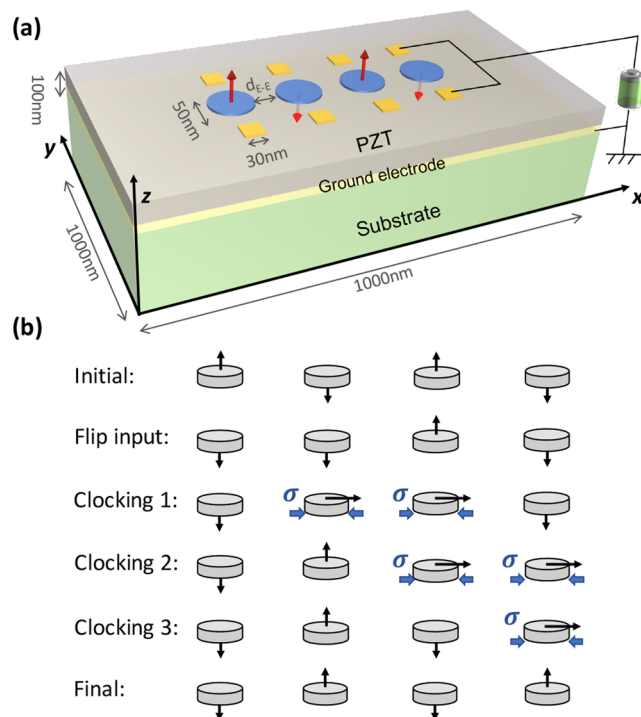 (a)
100nm
50nm
d_E-E
30nm
PZT
Ground electrode
Substrate
y
z
x
1000nm
1000nm
(b)
Initial:
Flip input:
Clocking 1: σ σ
Clocking 2: σ σ
Clocking 3: σ
Final: